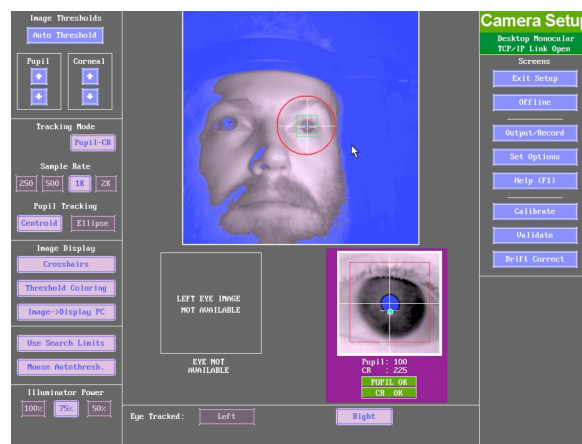 Image Thresholds
Auto Threshold
Pupil
Corneal
Tracking Mode
Pupil-CR
Sample Rate
250
500
1K
2K
Pupil Tracking
Centroid
Ellipse
Image Display
Crosshairs
Threshold Coloring
Image->Display PC
Use Search Limits
Mouse Autothresh.
Illuminator Power
100%
75%
50%
LEFT EYE IMAGE
NOT AVAILABLE
EYE NOT
AVAILABLE
Pupil: 100
CR : 225
PUPIL OK
CR OK
Eye Tracked:
Left
Right
Camera Setu
Desktop Monocular
TCP/IP Link Open
Screens
Exit Setup
Offline
Output/Record
Set Options
Help (F1)
Calibrate
Validate
Drift Correct